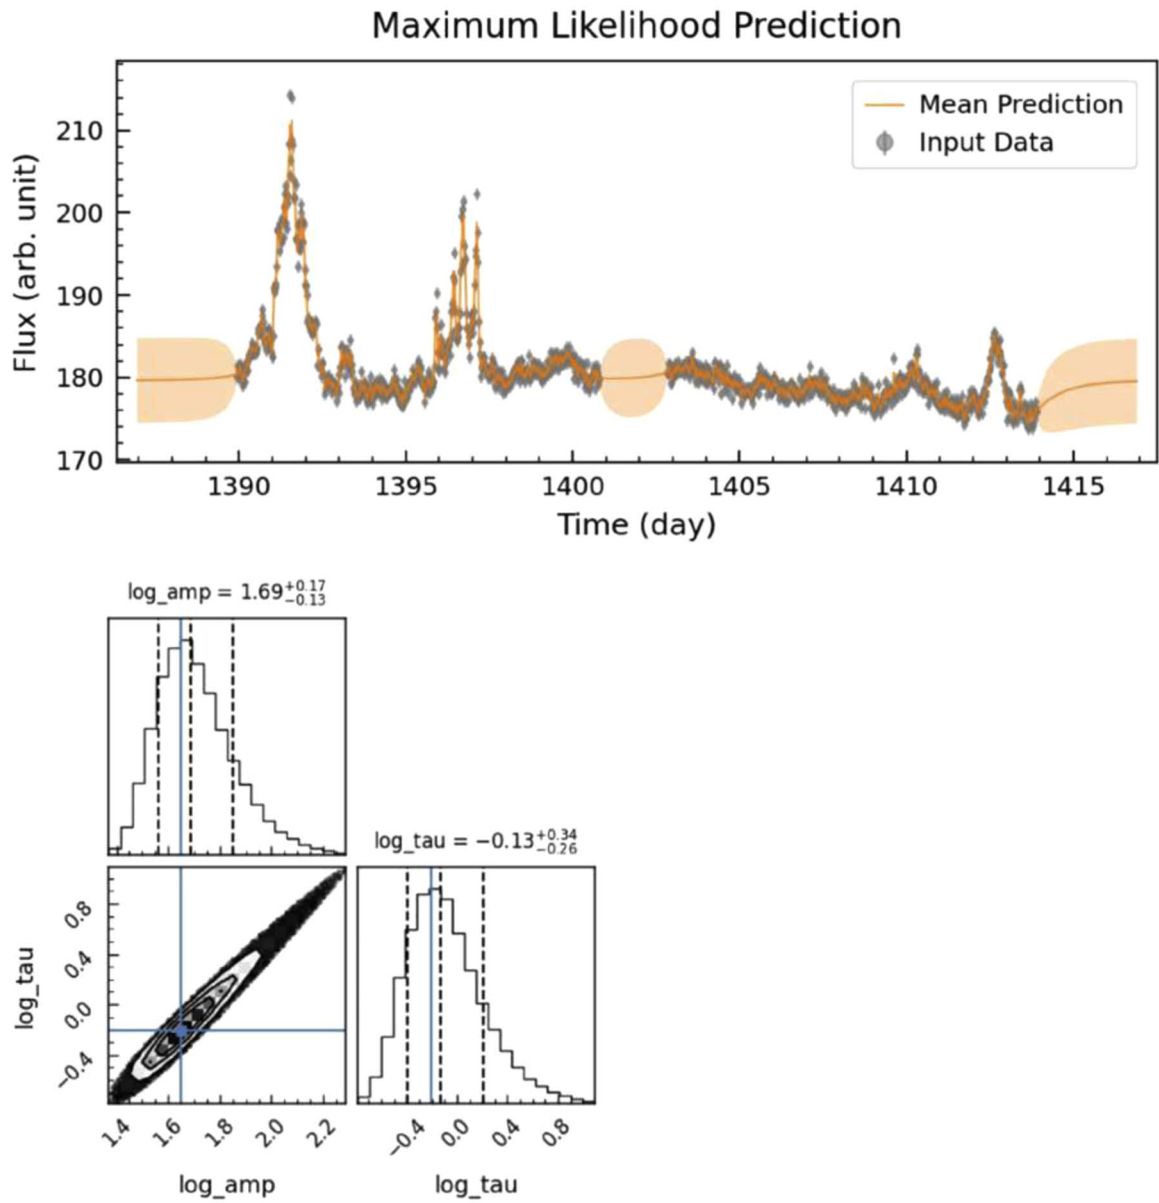 Maximum Likelihood Prediction
Mean Prediction
Input Data
Flux (arb. unit)
210
200
190
180
170
1390 1395 1400 1405 1410 1415
Time (day)
log_amp = 1.69+0.17 −0.13
log_tau = −0.13+0.34 −0.26
log_tau
0.8
0.4
0.0
−0.4
1.4 1.6 1.8 2.0 2.2
−0.4 0.0 0.4 0.8
log_amp
log_tau